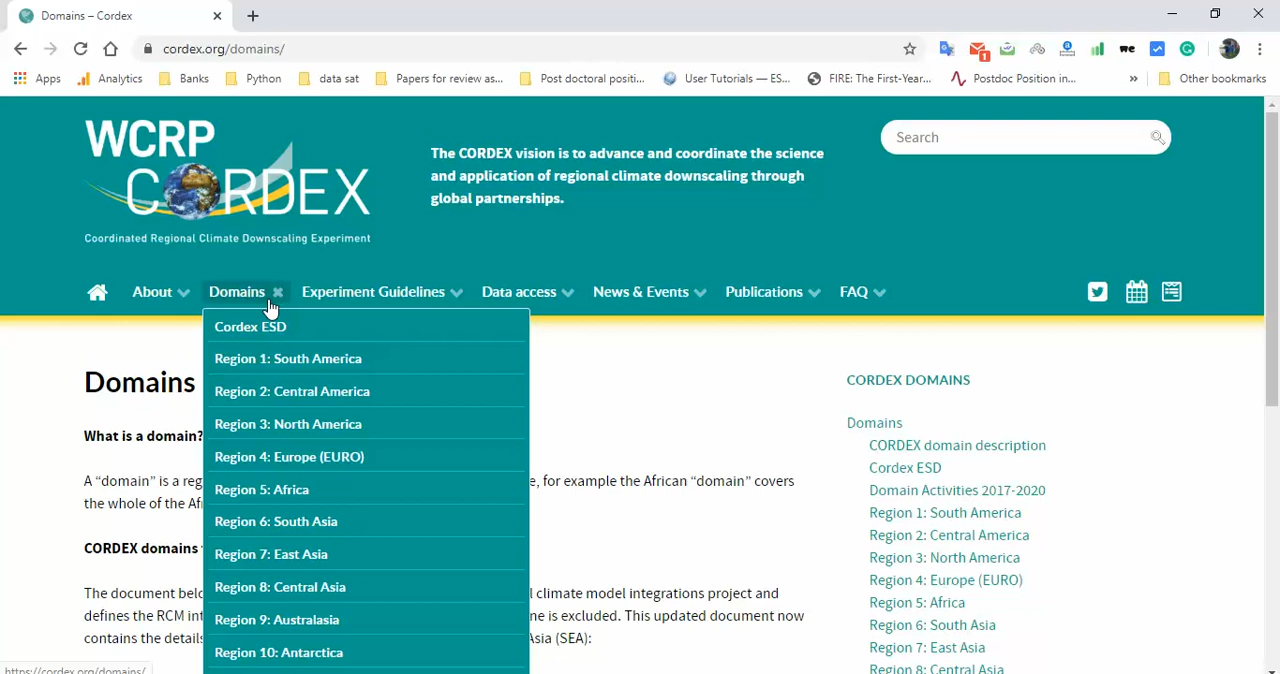 Domains – Cordex
cordex.org/domains/
1
we
Apps
Analytics
Banks
Python
data sat
Papers for review as...
Post doctoral positi...
User Tutorials — ES...
FIRE: The First-Year...
Postdoc Position in...
»
Other bookmarks
WCRP
CORDEX
Coordinated Regional Climate Downscaling Experiment
The CORDEX vision is to advance and coordinate the science
and application of regional climate downscaling through
global partnerships.
Search
About
Domains
Experiment Guidelines
Data access
News & Events
Publications
FAQ
Cordex ESD
Region 1: South America
Region 2: Central America
Region 3: North America
Region 4: Europe (EURO)
Region 5: Africa
Region 6: South Asia
Region 7: East Asia
Region 8: Central Asia
Region 9: Australasia
Region 10: Antarctica
Domains
What is a domain?
A “domain” is a reg
e, for example the African “domain” covers
the whole of the Af
CORDEX domains
The document belo
l climate model integrations project and
defines the RCM int
ne is excluded. This updated document now
contains the details
Asia (SEA):
CORDEX DOMAINS
Domains
CORDEX domain description
Cordex ESD
Domain Activities 2017-2020
Region 1: South America
Region 2: Central America
Region 3: North America
Region 4: Europe (EURO)
Region 5: Africa
Region 6: South Asia
Region 7: East Asia
Region 8: Central Asia
https://cordex.org/domains/